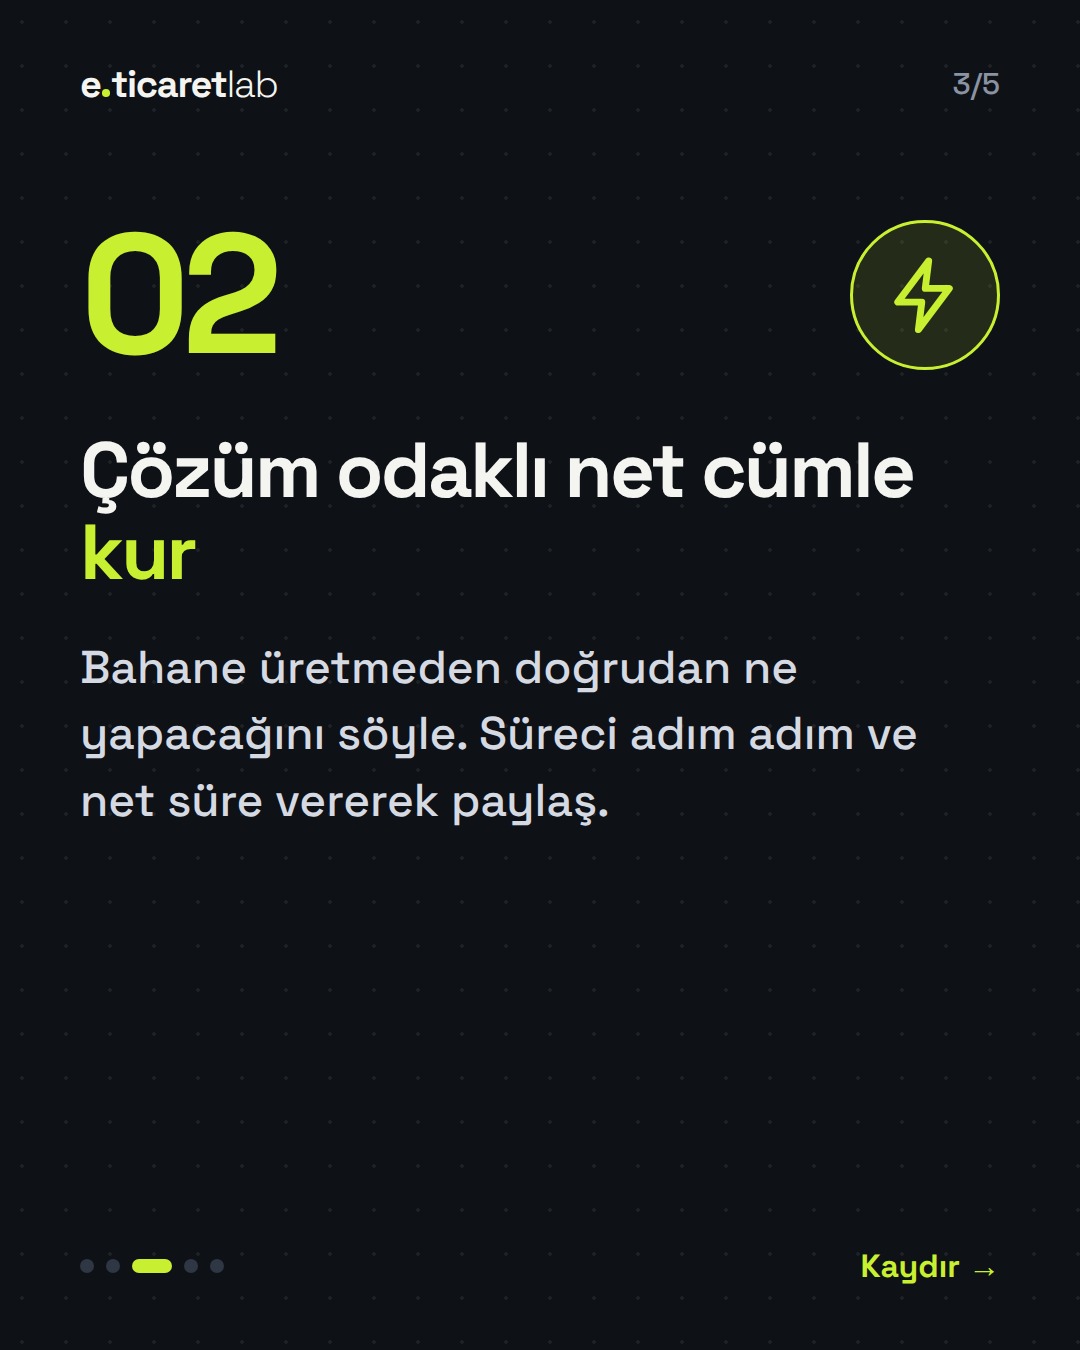 e.ticaretlab
3/5
02
Çözüm odaklı net cümle
kur
Bahane üretmeden doğrudan ne
yapacağını söyle. Süreci adım adım ve
net süre vererek paylaş.
Kaydır →